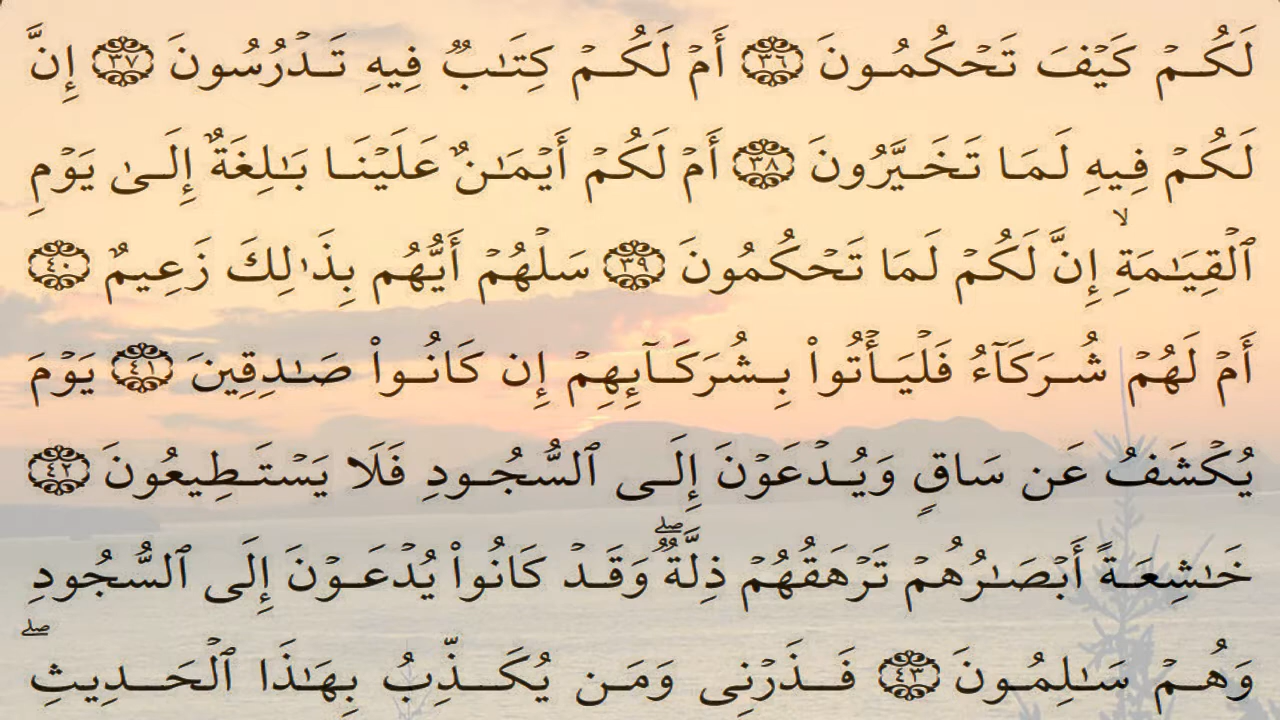 لَكُمۡ كَيۡفَ تَحۡكُمُونَ ٣٦ أَمۡ لَكُمۡ كِتَٰبٞ فِيهِ تَدۡرُسُونَ ٣٧ إِنَّ
لَكُمۡ فِيهِ لَمَا تَخَيَّرُونَ ٣٨ أَمۡ لَكُمۡ أَيۡمَٰنٌ عَلَيۡنَا بَٰلِغَةٌ إِلَىٰ يَوۡمِ
ٱلۡقِيَٰمَةِۙ إِنَّ لَكُمۡ لَمَا تَحۡكُمُونَ ٣٩ سَلۡهُمۡ أَيُّهُم بِذَٰلِكَ زَعِيمٌ ٤٠
أَمۡ لَهُمۡ شُرَكَآءُ فَلۡيَأۡتُواْ بِشُرَكَآئِهِمۡ إِن كَانُواْ صَٰدِقِينَ ٤١ يَوۡمَ
يُكۡشَفُ عَن سَاقٖ وَيُدۡعَوۡنَ إِلَى ٱلسُّجُودِ فَلَا يَسۡتَطِيعُونَ ٤٢
خَٰشِعَةً أَبۡصَٰرُهُمۡ تَرۡهَقُهُمۡ ذِلَّةٞۖ وَقَدۡ كَانُواْ يُدۡعَوۡنَ إِلَى ٱلسُّجُودِ
وَهُمۡ سَٰلِمُونَ ٤٣ فَذَرۡنِي وَمَن يُكَذِّبُ بِهَٰذَا ٱلۡحَدِيثِۖ